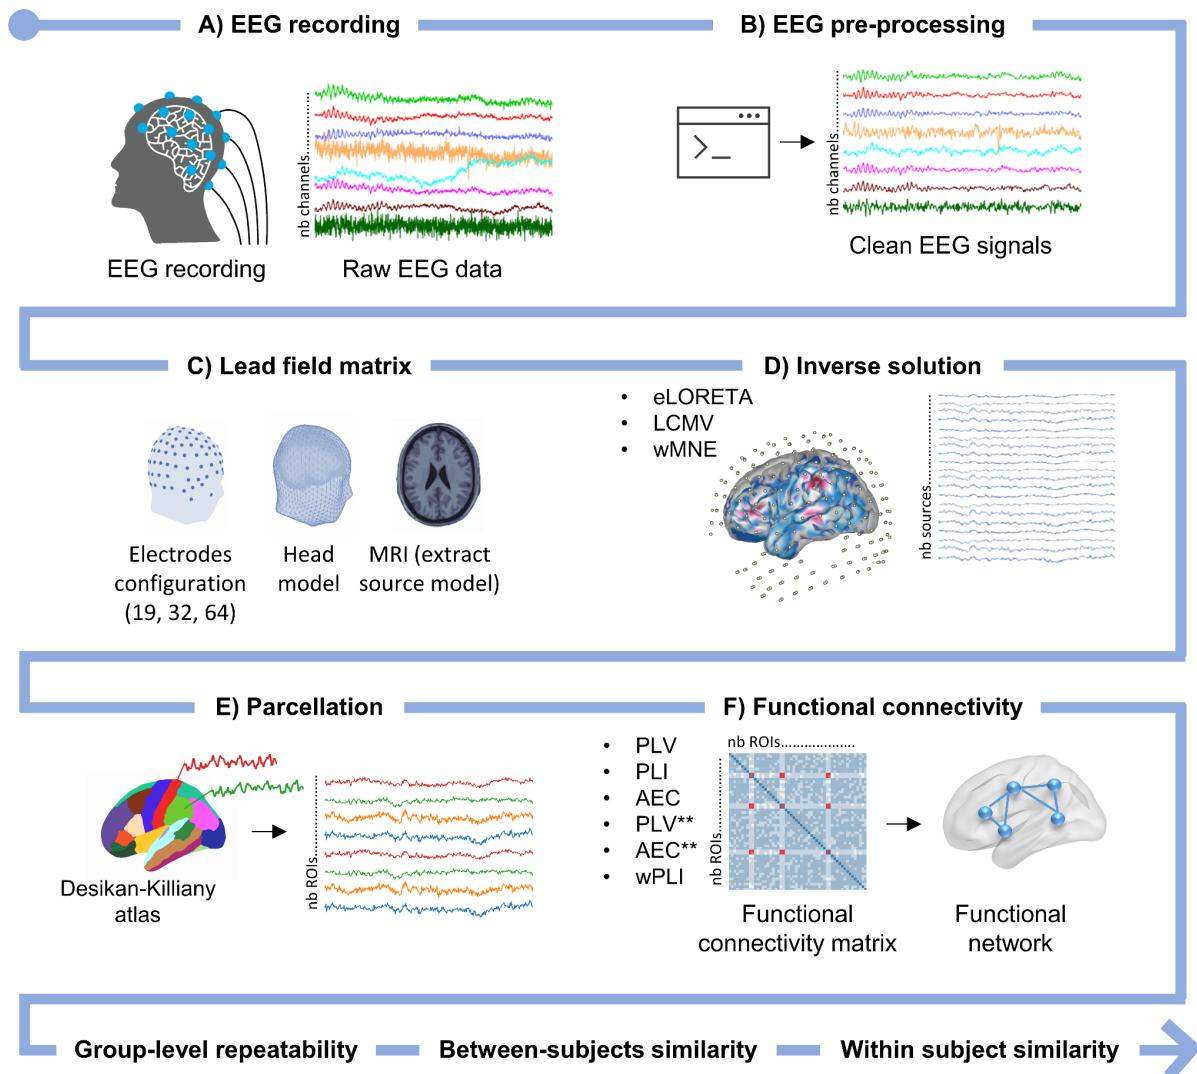 A) EEG recording
B) EEG pre-processing
nb channels
nb channels
EEG recording
Raw EEG data
Clean EEG signals
C) Lead field matrix
D) Inverse solution
• eLORETA
• LCMV
• wMNE
nb sources
Electrodes
configuration
(19, 32, 64)
Head
model
MRI (extract
source model)
E) Parcellation
F) Functional connectivity
nb ROIs
Desikan-Killiany
atlas
• PLV
• PLI
• AEC
• PLV**
• AEC**
• wPLI
nb ROIs
nb ROIs
Functional
connectivity matrix
Functional
network
Group-level repeatability
Between-subjects similarity
Within subject similarity